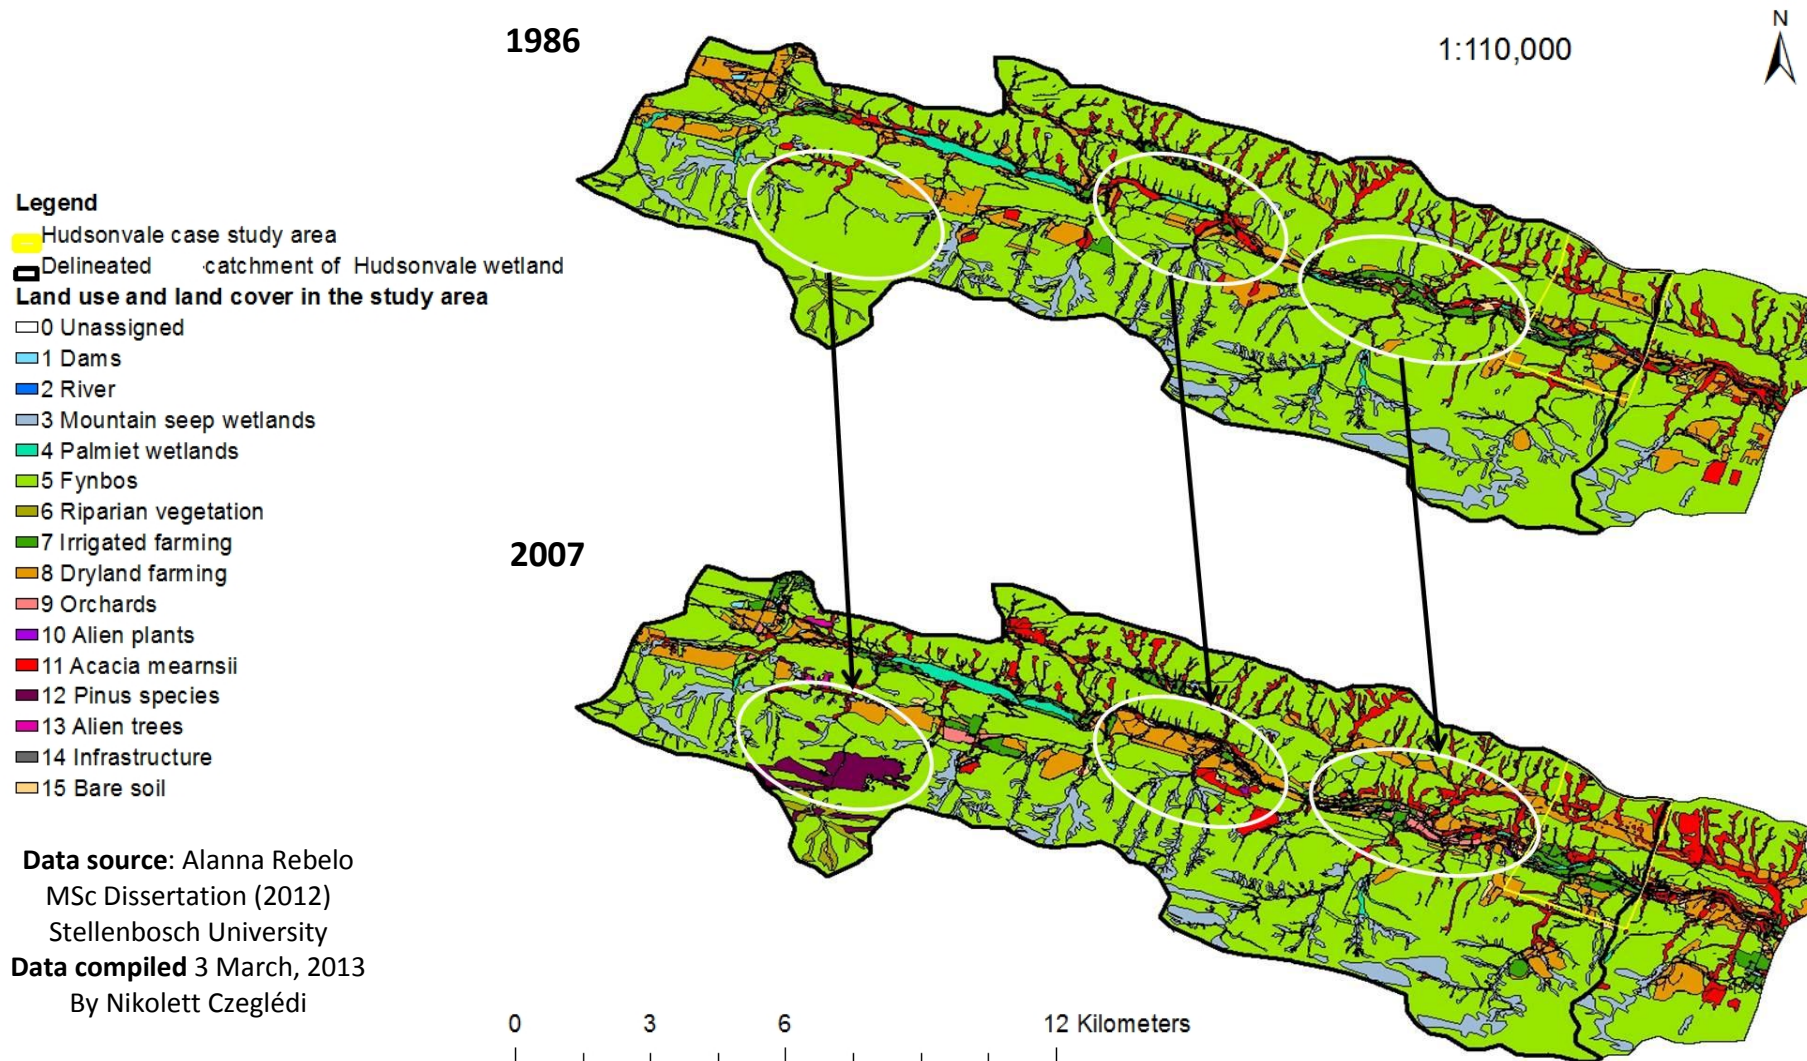 1986
1:110,000
N
Legend
Hudsonvale case study area
Delineated catchment of Hudsonvale wetland
Land use and land cover in the study area
0 Unassigned
1 Dams
2 River
3 Mountain seep wetlands
4 Palmiet wetlands
5 Fynbos
6 Riparian vegetation
7 Irrigated farming
8 Dryland farming
9 Orchards
10 Alien plants
11 Acacia mearnsii
12 Pinus species
13 Alien trees
14 Infrastructure
15 Bare soil
2007
Data source: Alanna Rebelo
MSc Dissertation (2012)
Stellenbosch University
Data compiled 3 March, 2013
By Nikolett Czeglédi
0 3 6 12 Kilometers